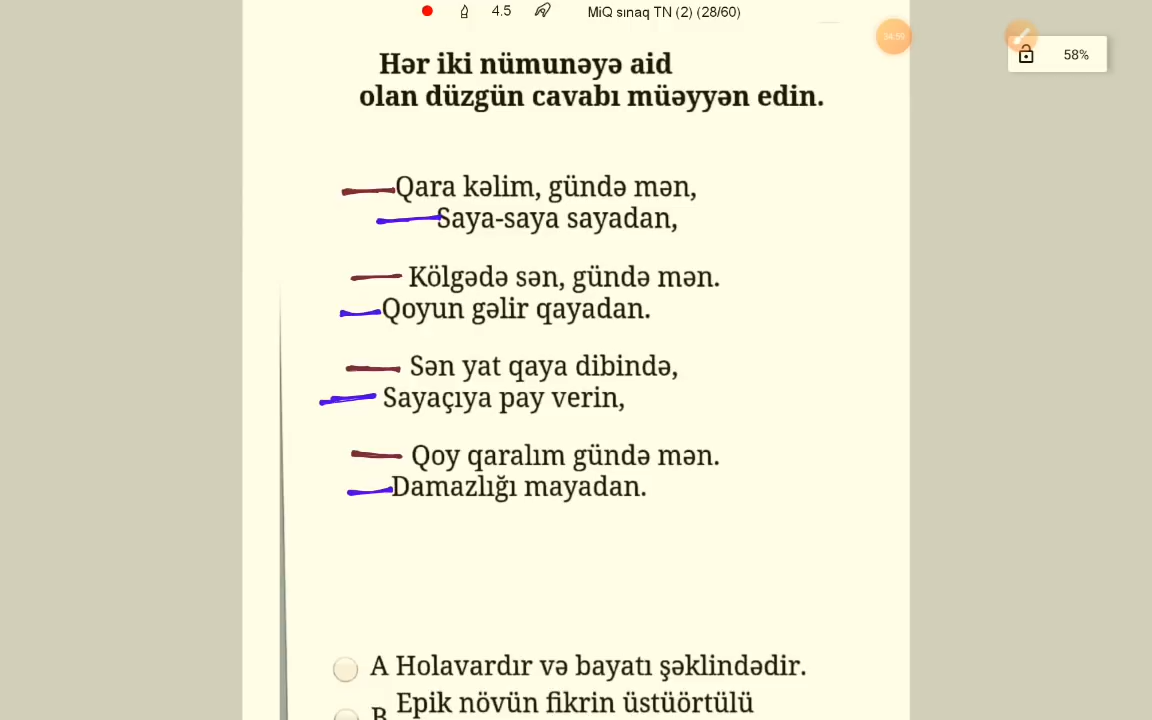 4.5 MiQ sınaq TN (2) (28/60)
34:50
58%
Hər iki nümunəyə aid
olan düzgün cavabı müəyyən edin.
Qara kəlim, gündə mən,
Saya-saya sayadan,
Kölgədə sən, gündə mən.
Qoyun gəlir qayadan.
Sən yat qaya dibində,
Sayaçıya pay verin,
Qoy qaralım gündə mən.
Damazlığı mayadan.
A Holavardır və bayatı şəklindədir.
B Epik növün fikrin üstüörtülü